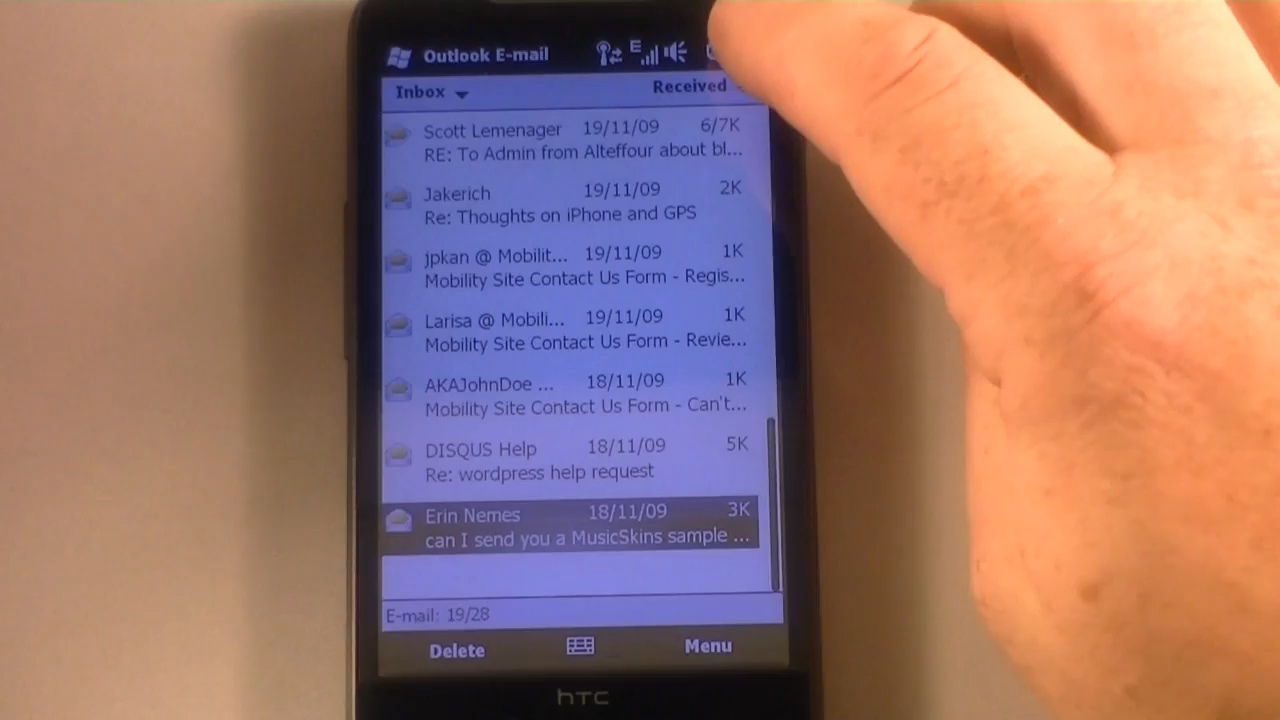 Outlook E-mail E
Inbox Received
Scott Lemenager 19/11/09 6/7K
RE: To Admin from Alteffour about bl...
Jakerich 19/11/09 2K
Re: Thoughts on iPhone and GPS
jpkan @ Mobilit... 19/11/09 1K
Mobility Site Contact Us Form - Regis...
Larisa @ Mobili... 19/11/09 1K
Mobility Site Contact Us Form - Revie...
AKAJohnDoe ... 18/11/09 1K
Mobility Site Contact Us Form - Can't...
DISQUS Help 18/11/09 5K
Re: wordpress help request
Erin Nemes 18/11/09 3K
can I send you a MusicSkins sample ...
E-mail: 19/28
Delete Menu
hTC